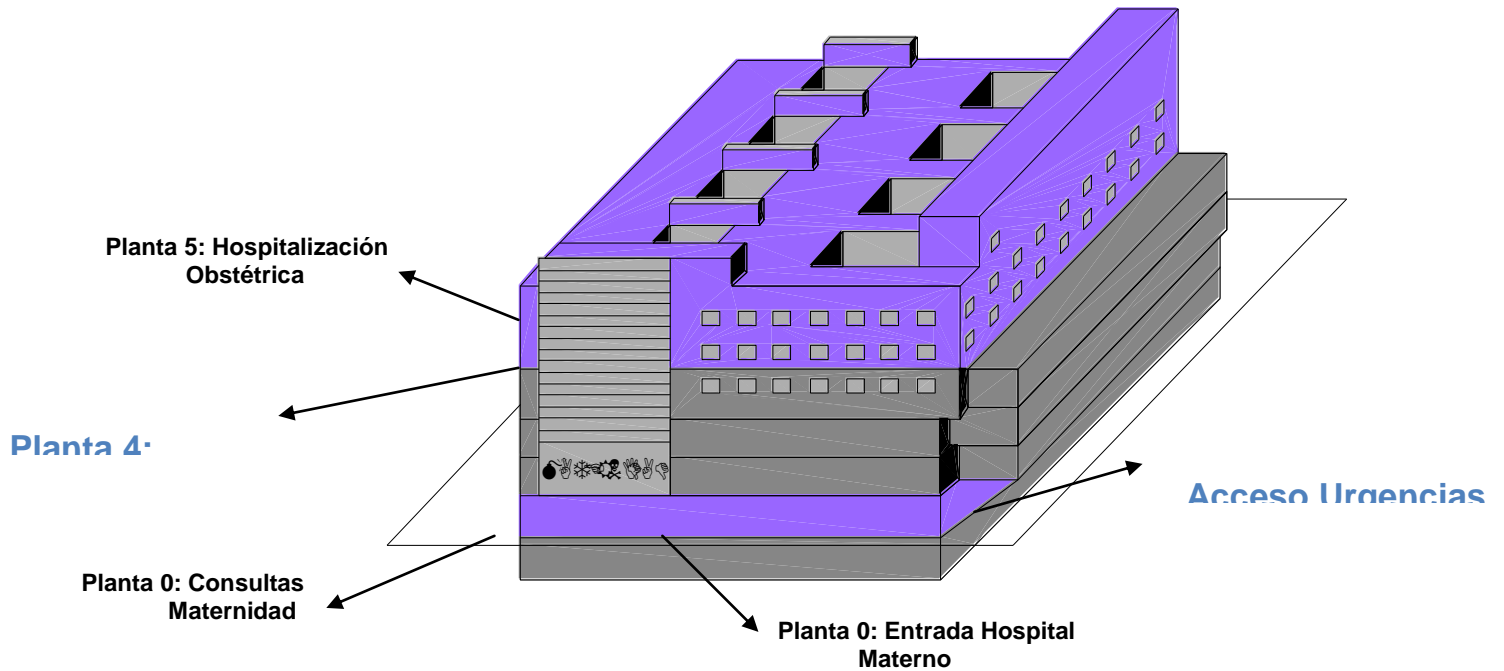 Planta 5: Hospitalización
Obstétrica
Planta 4:
Acceso Urgencias
Planta 0: Consultas
Maternidad
Planta 0: Entrada Hospital
Materno